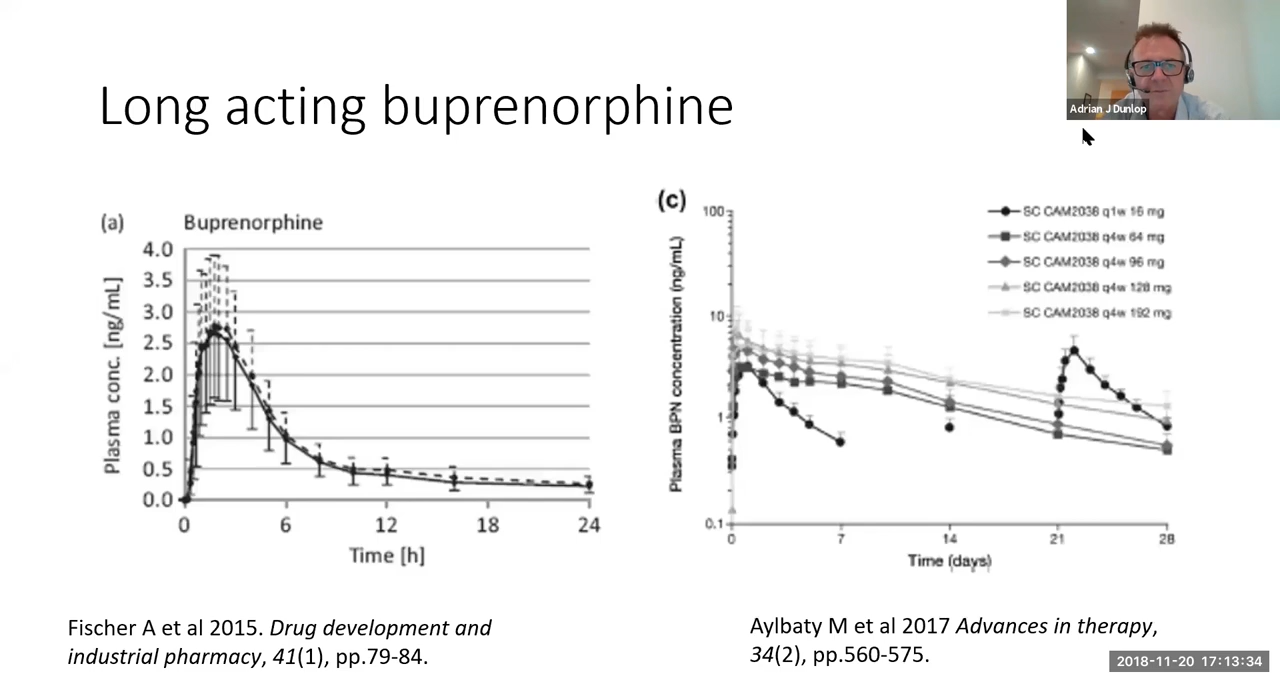 Adrian J Dunlop
Long acting buprenorphine
(a)
Buprenorphine
4.0
3.5
3.0
2.5
2.0
1.5
1.0
0.5
0.0
Plasma conc. [ng/mL]
0
6
12
18
24
Time [h]
(c)
100
10
1
0.1
Plasma BPN concentration (ng/mL)
SC CAM2038 q1w 16 mg
SC CAM2038 q4w 64 mg
SC CAM2038 q4w 96 mg
SC CAM2038 q4w 128 mg
SC CAM2038 q4w 192 mg
0
7
14
21
28
Time (days)
Fischer A et al 2015. Drug development and
industrial pharmacy, 41(1), pp.79-84.
Aylbaty M et al 2017 Advances in therapy,
34(2), pp.560-575.
2018-11-20 17:13:34